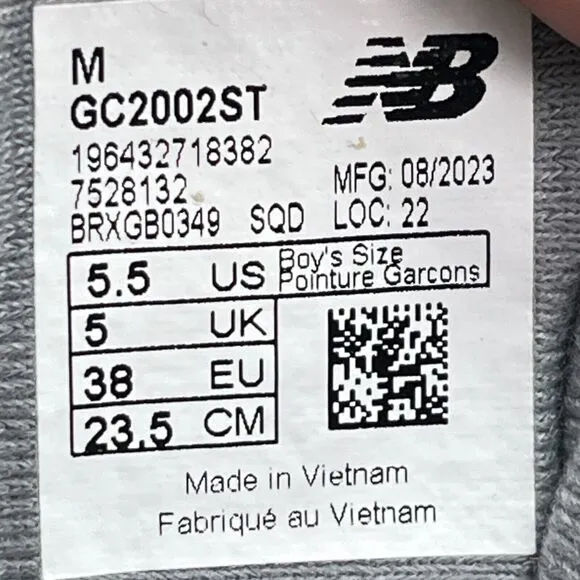 M
NB
GC2002ST
196432718382
7528132 MFG: 08/2023
BRXGB0349 SQD LOC: 22
5.5 US Boy's Size
Pointure Garcons
5 UK
38 EU
23.5 CM
Made in Vietnam
Fabriqué au Vietnam